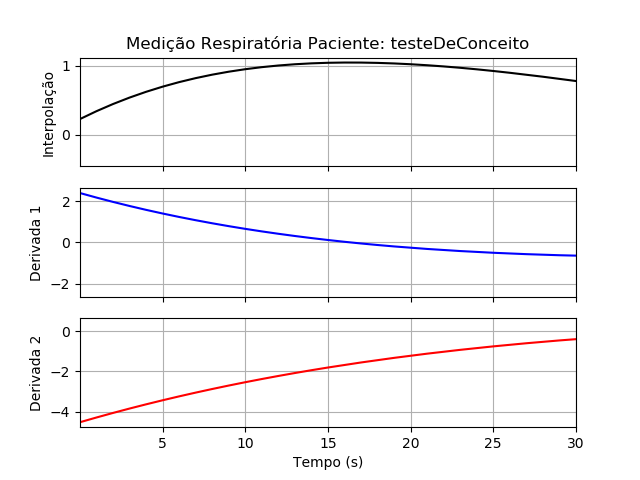 Medição Respiratória Paciente: testeDeConceito
1
0
Interpolação
2
0
−2
Derivada 1
0
−2
−4
Derivada 2
5
10
15
20
25
30
Tempo (s)